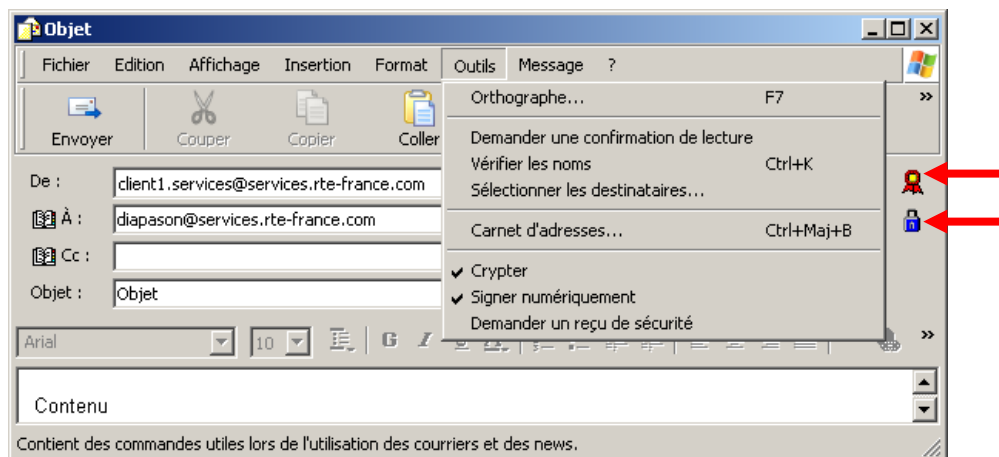 Objet
Fichier Edition Affichage Insertion Format Outils Message ?
Envoyer Couper Copier Coller
Orthographe... F7
Demander une confirmation de lecture
Vérifier les noms Ctrl+K
Sélectionner les destinataires...
Carnet d'adresses... Ctrl+Maj+B
Crypter
Signer numériquement
Demander un reçu de sécurité
De : client1.services@services.rte-france.com
À : diapason@services.rte-france.com
Cc :
Objet : Objet
Arial 10 G I
Contenu
Contient des commandes utiles lors de l'utilisation des courriers et des news.